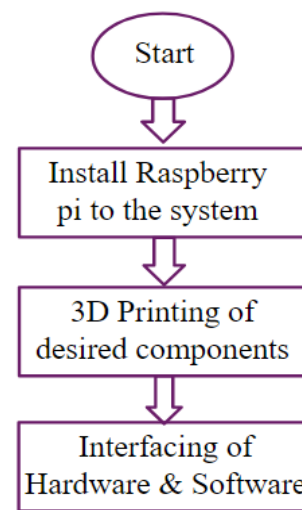 Start
Install Raspberry
pi to the system
3D Printing of
desired components
Interfacing of
Hardware & Software